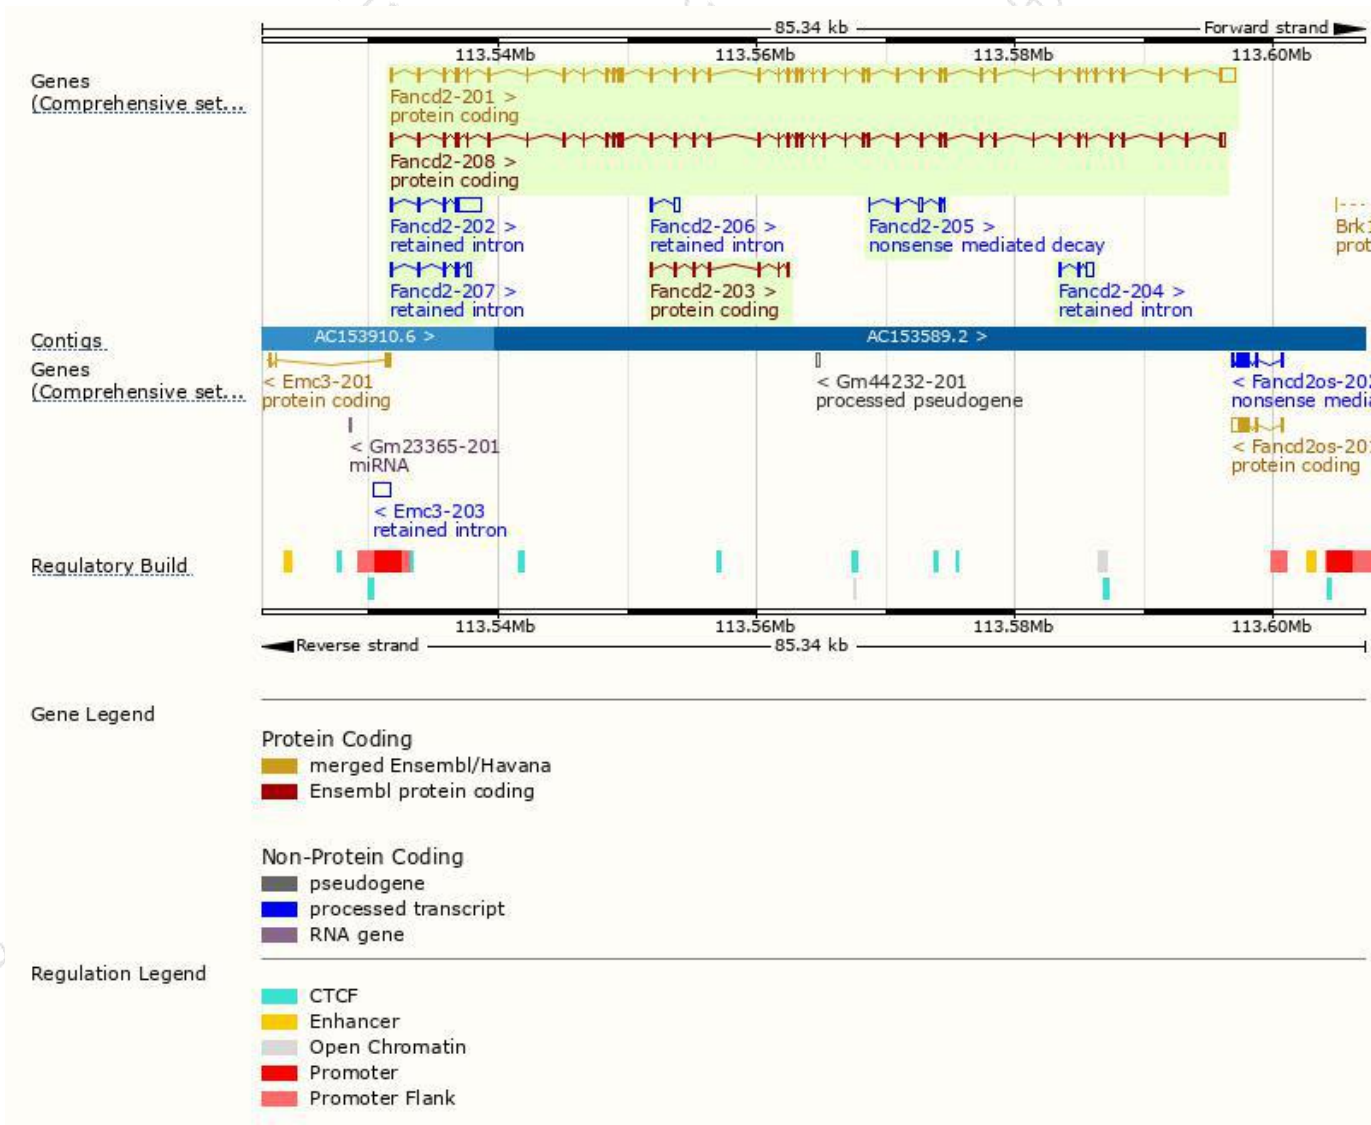 85.34 kb
Forward strand
113.54Mb 113.56Mb 113.58Mb 113.60Mb
Genes
(Comprehensive set...
Fancd2-201 >
protein coding
Fancd2-208 >
protein coding
Fancd2-202 > Fancd2-206 > Fancd2-205 > Brk1
retained intron retained intron nonsense mediated decay prot
Fancd2-207 > Fancd2-203 > Fancd2-204 >
retained intron protein coding retained intron
Contigs AC153910.6 > AC153589.2 >
Genes
(Comprehensive set...
< Emc3-201 < Gm44232-201 < Fancd2os-202
protein coding processed pseudogene nonsense media
< Gm23365-201 < Fancd2os-201
miRNA protein coding
< Emc3-203
retained intron
Regulatory Build
113.54Mb 113.56Mb 113.58Mb 113.60Mb
Reverse strand 85.34 kb
Gene Legend
Protein Coding
merged Ensembl/Havana
Ensembl protein coding
Non-Protein Coding
pseudogene
processed transcript
RNA gene
Regulation Legend
CTCF
Enhancer
Open Chromatin
Promoter
Promoter Flank